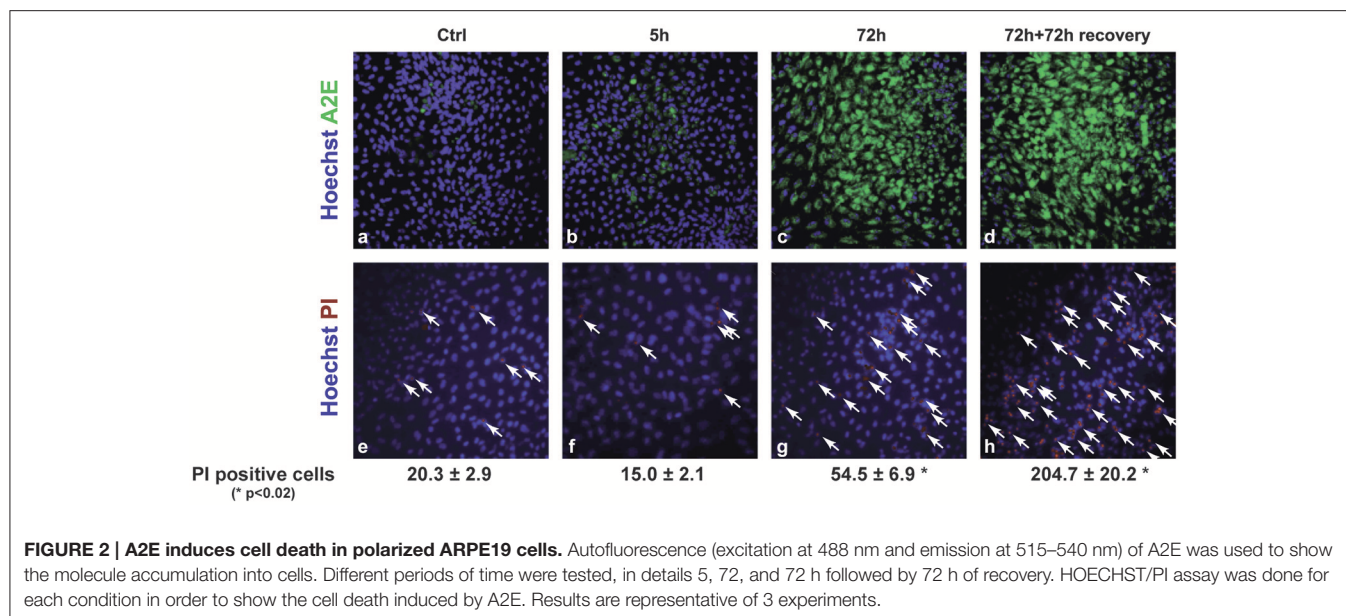 Ctrl 5h 72h 72h+72h recovery
Hoechst A2E
a b c d
Hoechst PI
e f g h
PI positive cells 20.3 ± 2.9 15.0 ± 2.1 54.5 ± 6.9 * 204.7 ± 20.2 *
(* p<0.02)
FIGURE 2 | A2E induces cell death in polarized ARPE19 cells. Autofluorescence (excitation at 488 nm and emission at 515–540 nm) of A2E was used to show
the molecule accumulation into cells. Different periods of time were tested, in details 5, 72, and 72 h followed by 72 h of recovery. HOECHST/PI assay was done for
each condition in order to show the cell death induced by A2E. Results are representative of 3 experiments.